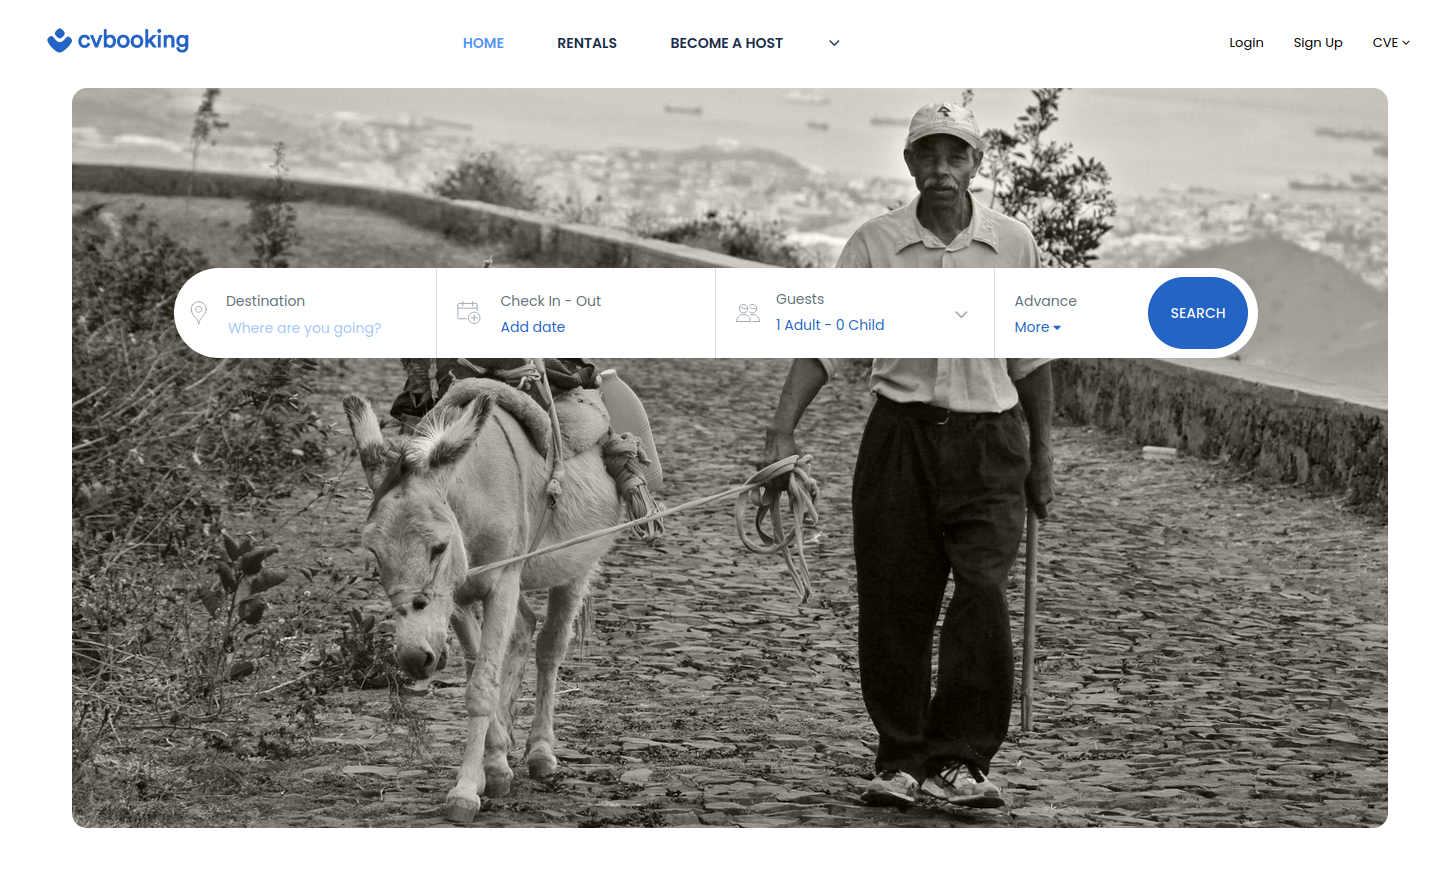 cvbooking
HOME
RENTALS
BECOME A HOST
Login
Sign Up
CVE
Destination
Where are you going?
Check In - Out
Add date
Guests
1 Adult - 0 Child
Advance
More
SEARCH